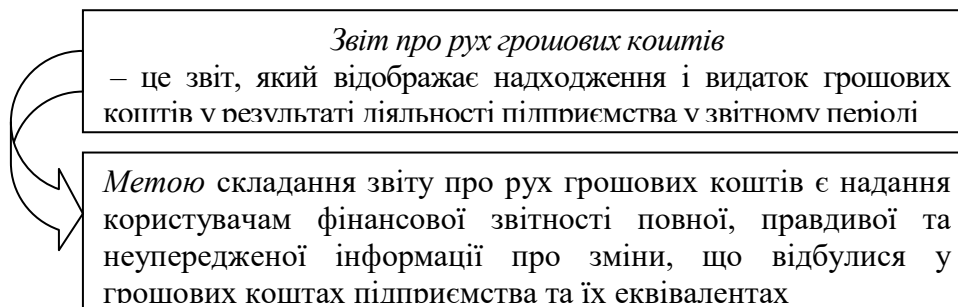 Звіт про рух грошових коштів
– це звіт, який відображає надходження і видаток грошових
коштів у результаті діяльності підприємства у звітному періоді
Метою складання звіту про рух грошових коштів є надання
користувачам фінансової звітності повної, правдивої та
неупередженої інформації про зміни, що відбулися у
грошових коштах підприємства та їх еквівалентах